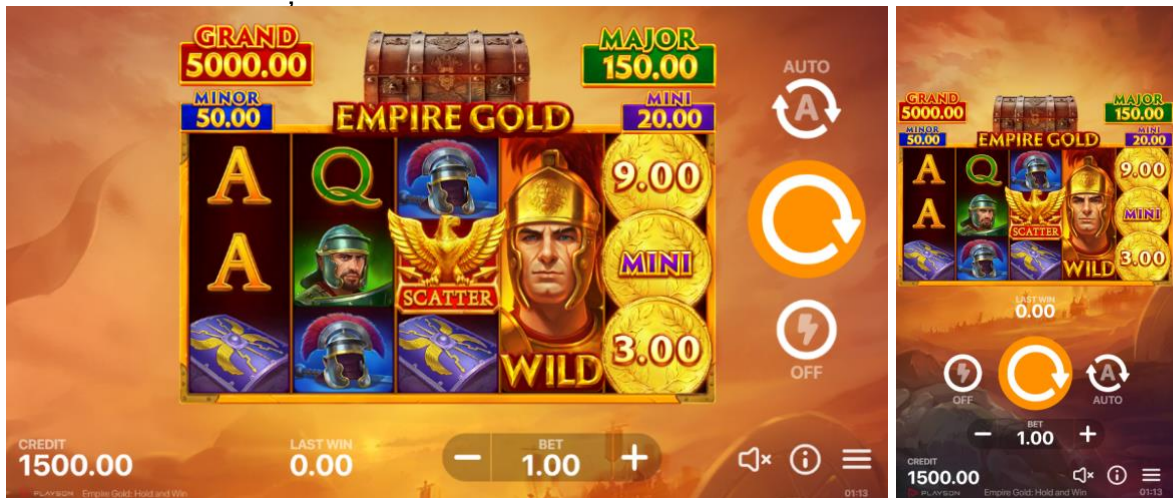 GRAND
5000.00
MAJOR
150.00
MINOR
50.00
MINI
20.00
EMPIRE GOLD
A
Q
9.00
A
SCATTER
MINI
WILD
3.00
AUTO
A
OFF
CREDIT
1500.00
LAST WIN
0.00
BET
1.00
PLAYSON Empire Gold: Hold and Win
01:13
GRAND
5000.00
MAJOR
150.00
MINOR
50.00
MINI
20.00
EMPIRE GOLD
A
Q
9.00
A
SCATTER
MINI
WILD
3.00
LAST WIN
0.00
OFF
A
AUTO
BET
1.00
CREDIT
1500.00
PLAYSON Empire Gold: Hold and Win
01:13